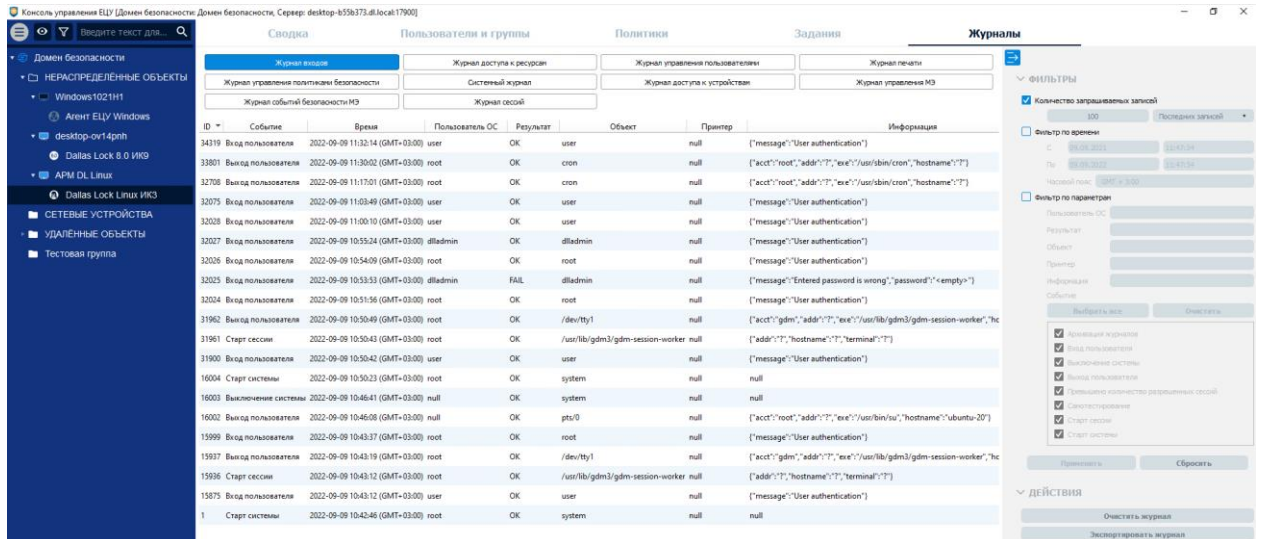 Консоль управления ЕЦУ [Домен безопасности: Домен безопасности, Сервер: desktop-b55b373.dl.local:17900]
Введите текст для...
Сводка Пользователи и группы Политики Задания Журналы
Домен безопасности
НЕРАСПРЕДЕЛЁННЫЕ ОБЪЕКТЫ
Windows1021H1
Агент ЕЦУ Windows
desktop-ov14pnh
Dallas Lock 8.0 ИК9
АРМ DL Linux
Dallas Lock Linux ИК3
СЕТЕВЫЕ УСТРОЙСТВА
УДАЛЁННЫЕ ОБЪЕКТЫ
Тестовая группа
Журнал входов Журнал доступа к ресурсам Журнал управления пользователями Журнал печати
Журнал управления политиками безопасности Системный журнал Журнал доступа к устройствам Журнал управления МЭ
Журнал событий безопасности МЭ Журнал сессий
ID Событие Время Пользователь ОС Результат Объект Принтер Информация
34319 Вход пользователя 2022-09-09 11:32:14 (GMT+03:00) user OK user null {"message":"User authentication"}
33801 Выход пользователя 2022-09-09 11:30:02 (GMT+03:00) root OK cron null {"acct":"root","addr":"?","exe":"/usr/sbin/cron","hostname":"?"}
32708 Выход пользователя 2022-09-09 11:17:01 (GMT+03:00) root OK cron null {"acct":"root","addr":"?","exe":"/usr/sbin/cron","hostname":"?"}
32075 Вход пользователя 2022-09-09 11:03:49 (GMT+03:00) user OK user null {"message":"User authentication"}
32028 Вход пользователя 2022-09-09 11:00:10 (GMT+03:00) user OK user null {"message":"User authentication"}
32027 Вход пользователя 2022-09-09 10:55:24 (GMT+03:00) dlladmin OK dlladmin null {"message":"User authentication"}
32026 Вход пользователя 2022-09-09 10:54:09 (GMT+03:00) root OK root null {"message":"User authentication"}
32025 Вход пользователя 2022-09-09 10:53:53 (GMT+03:00) dlladmin FAIL dlladmin null {"message":"Entered password is wrong","password":"<empty>"}
32024 Вход пользователя 2022-09-09 10:51:56 (GMT+03:00) root OK root null {"message":"User authentication"}
31962 Выход пользователя 2022-09-09 10:50:49 (GMT+03:00) root OK /dev/tty1 null {"acct":"gdm","addr":"?","exe":"/usr/lib/gdm3/gdm-session-worker","hc
31961 Старт сессии 2022-09-09 10:50:43 (GMT+03:00) root OK /usr/lib/gdm3/gdm-session-worker null {"addr":"?","hostname":"?","terminal":"?"}
31900 Вход пользователя 2022-09-09 10:50:42 (GMT+03:00) user OK user null {"message":"User authentication"}
16004 Старт системы 2022-09-09 10:50:23 (GMT+03:00) root OK system null null
16003 Выключение системы 2022-09-09 10:46:41 (GMT+03:00) null OK system null null
16002 Выход пользователя 2022-09-09 10:46:08 (GMT+03:00) root OK pts/0 null {"acct":"root","addr":"?","exe":"/usr/bin/su","hostname":"ubuntu-20"}
15999 Вход пользователя 2022-09-09 10:43:37 (GMT+03:00) root OK root null {"message":"User authentication"}
15937 Выход пользователя 2022-09-09 10:43:19 (GMT+03:00) root OK /dev/tty1 null {"acct":"gdm","addr":"?","exe":"/usr/lib/gdm3/gdm-session-worker","hc
15936 Старт сессии 2022-09-09 10:43:12 (GMT+03:00) root OK /usr/lib/gdm3/gdm-session-worker null {"addr":"?","hostname":"?","terminal":"?"}
15875 Вход пользователя 2022-09-09 10:43:12 (GMT+03:00) user OK user null {"message":"User authentication"}
1 Старт системы 2022-09-09 10:42:46 (GMT+03:00) root OK system null null
ФИЛЬТРЫ
Количество запрашиваемых записей
100 Последних записей
Фильтр по времени
С 09.09.2021 11:47:34
По 09.09.2022 11:47:34
Часовой пояс GMT + 3:00
Фильтр по параметрам
Пользователь ОС
Результат
Объект
Принтер
Информация
Событие
Выбрать все Очистить
Архивация журналов
Вход пользователя
Выключение системы
Выход пользователя
Превышено количество разрешенных сессий
Самотестирование
Старт сессии
Старт системы
Применить Сбросить
ДЕЙСТВИЯ
Очистить журнал
Экспортировать журнал